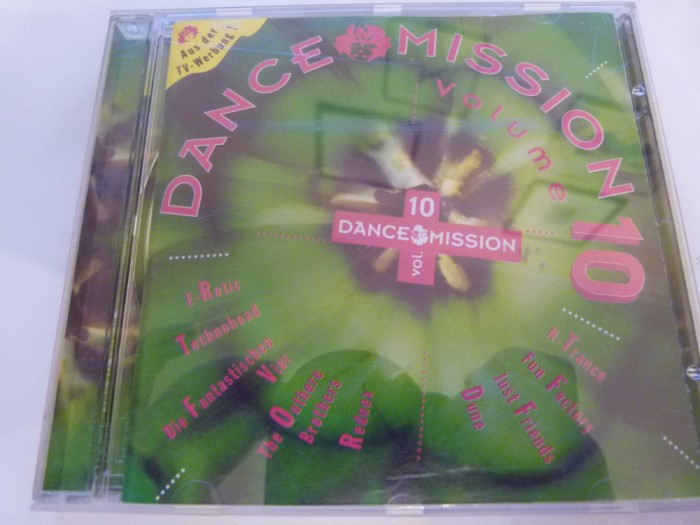 Aus der
TV-Werbung !
DANCE MISSION 10
Volume
10
DANCE MISSION
vol.
E-Rotic
Technohead
Die Fantastischen
Vier
The Outhere
Brothers
Rednex
N-Trance
Fun Factory
Just Friends
Dune